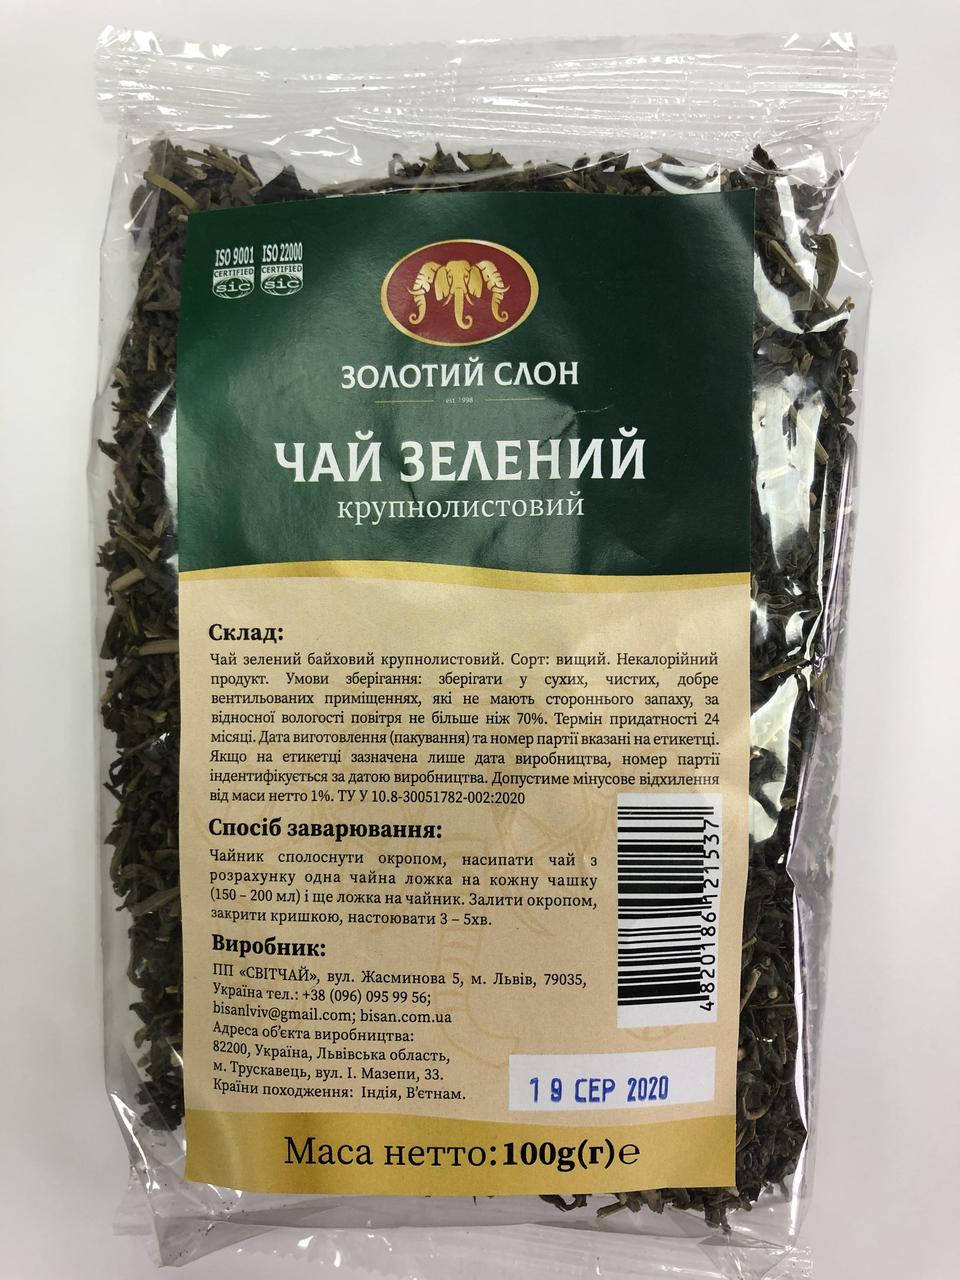 ISO 9001 ISO 22000
CERTIFIED CERTIFIED
sic sic
ЗОЛОТИЙ СЛОН
est. 1998
ЧАЙ ЗЕЛЕНИЙ
крупнолистовий
Склад:
Чай зелений байховий крупнолистовий. Сорт: вищий. Некалорійний
продукт. Умови зберігання: зберігати у сухих, чистих, добре
вентильованих приміщеннях, які не мають стороннього запаху, за
відносної вологості повітря не більше ніж 70%. Термін придатності 24
місяці. Дата виготовлення (пакування) та номер партії вказані на етикетці.
Якщо на етикетці зазначена лише дата виробництва, номер партії
індентифікується за датою виробництва. Допустиме мінусове відхилення
від маси нетто 1%. ТУ У 10.8-30051782-002:2020
Спосіб заварювання:
Чайник сполоснути окропом, насипати чай з
розрахунку одна чайна ложка на кожну чашку
(150 – 200 мл) і ще ложка на чайник. Залити окропом,
закрити кришкою, настоювати 3 – 5хв.
Виробник:
ПП «СВІТЧАЙ», вул. Жасминова 5, м. Львів, 79035,
Україна тел.: +38 (096) 095 99 56;
bisanlviv@gmail.com; bisan.com.ua
Адреса об'єкта виробництва:
82200, Україна, Львівська область,
м. Трускавець, вул. І. Мазепи, 33.
Країни походження: Індія, В'єтнам.
4820186121537
19 СЕР 2020
Маса нетто: 100g(г)℮